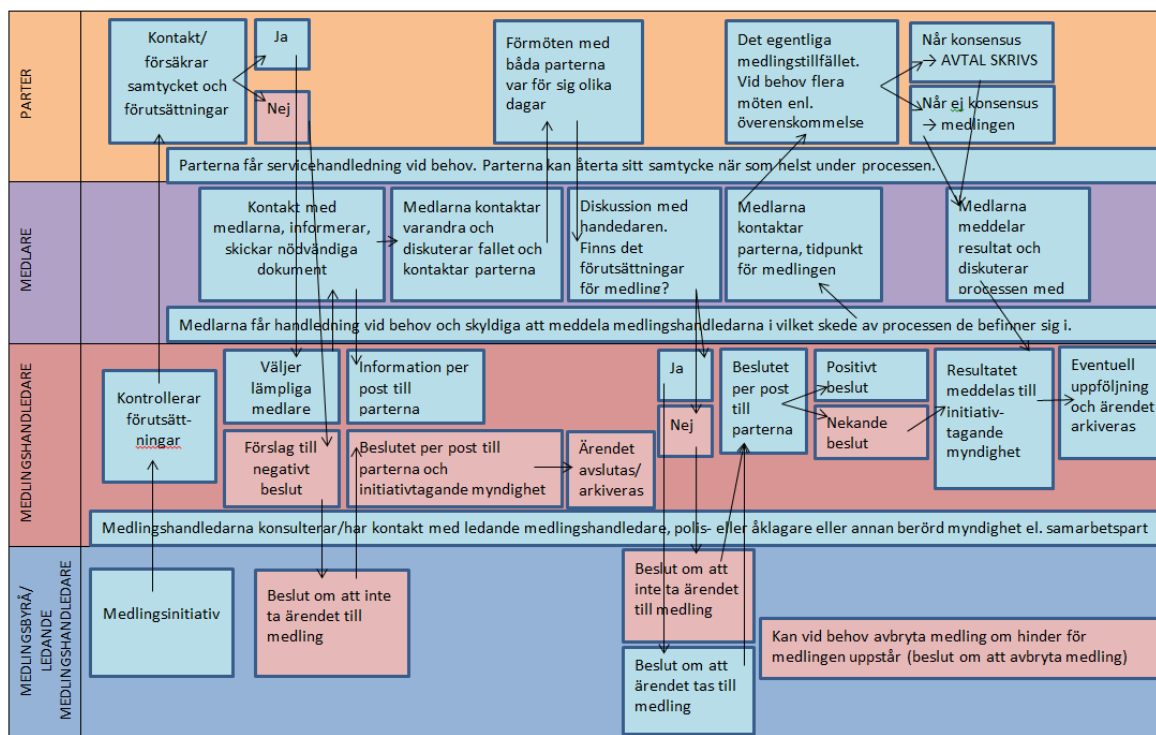 PARTER
Kontakt/
försäkrar
samtycket och
förutsättningar
Ja
Nej
Förmöten med
båda parterna
var för sig olika
dagar
Det egentliga
medlingstillfället.
Vid behov flera
möten enl.
överenskommelse
Når konsensus
→ AVTAL SKRIVS
Når ej konsensus
→ medlingen
Parterna får servicehandledning vid behov. Parterna kan återta sitt samtycke när som helst under processen.
MEDLARE
Kontakt med
medlarna, informerar,
skickar nödvändiga
dokument
Medlarna kontaktar
varandra och
diskuterar fallet och
kontaktar parterna
Diskussion med
handedaren.
Finns det
förutsättningar
för medling?
Medlarna
kontaktar
parterna, tidpunkt
för medlingen
Medlarna
meddelar
resultat och
diskuterar
processen med
Medlarna får handledning vid behov och skyldiga att meddela medlingshandledarna i vilket skede av processen de befinner sig i.
MEDLINGSHANDLEDARE
Kontrollerar
förutsätt-
ningar
Väljer
lämpliga
medlare
Förslag till
negativt
beslut
Information per
post till
parterna
Beslutet per post till
parterna och
initiativtagande myndighet
Ärendet
avslutas/
arkiveras
Ja
Nej
Beslutet
per post
till
parterna
Positivt
beslut
Nekande
beslut
Resultatet
meddelas till
initiativ-
tagande
myndighet
Eventuell
uppföljning
och ärendet
arkiveras
Medlingshandledarna konsulterar/har kontakt med ledande medlingshandledare, polis- eller åklagare eller annan berörd myndighet el. samarbetspart
MEDLINGSBYRÅ/
LEDANDE
MEDLINGSHANDLEDARE
Medlingsinitiativ
Beslut om att inte
ta ärendet till
medling
Beslut om att
inte ta ärendet
till medling
Beslut om att
ärendet tas till
medling
Kan vid behov avbryta medling om hinder för
medlingen uppstår (beslut om att avbryta medling)